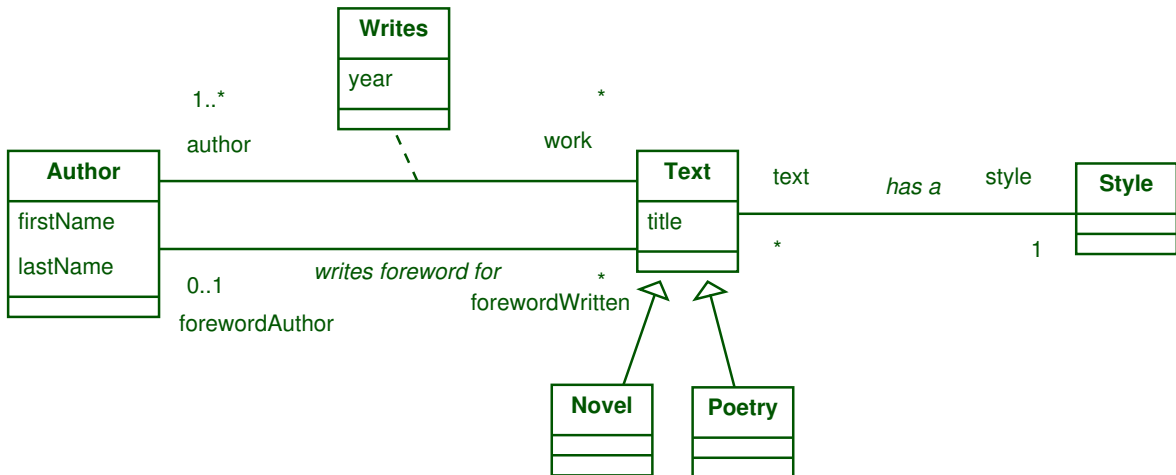 Writes
year
1..*
*
author
work
Author
Text
text
has a
style
Style
firstName
title
lastName
*
1
writes foreword for
*
0..1
forewordWritten
forewordAuthor
Novel
Poetry